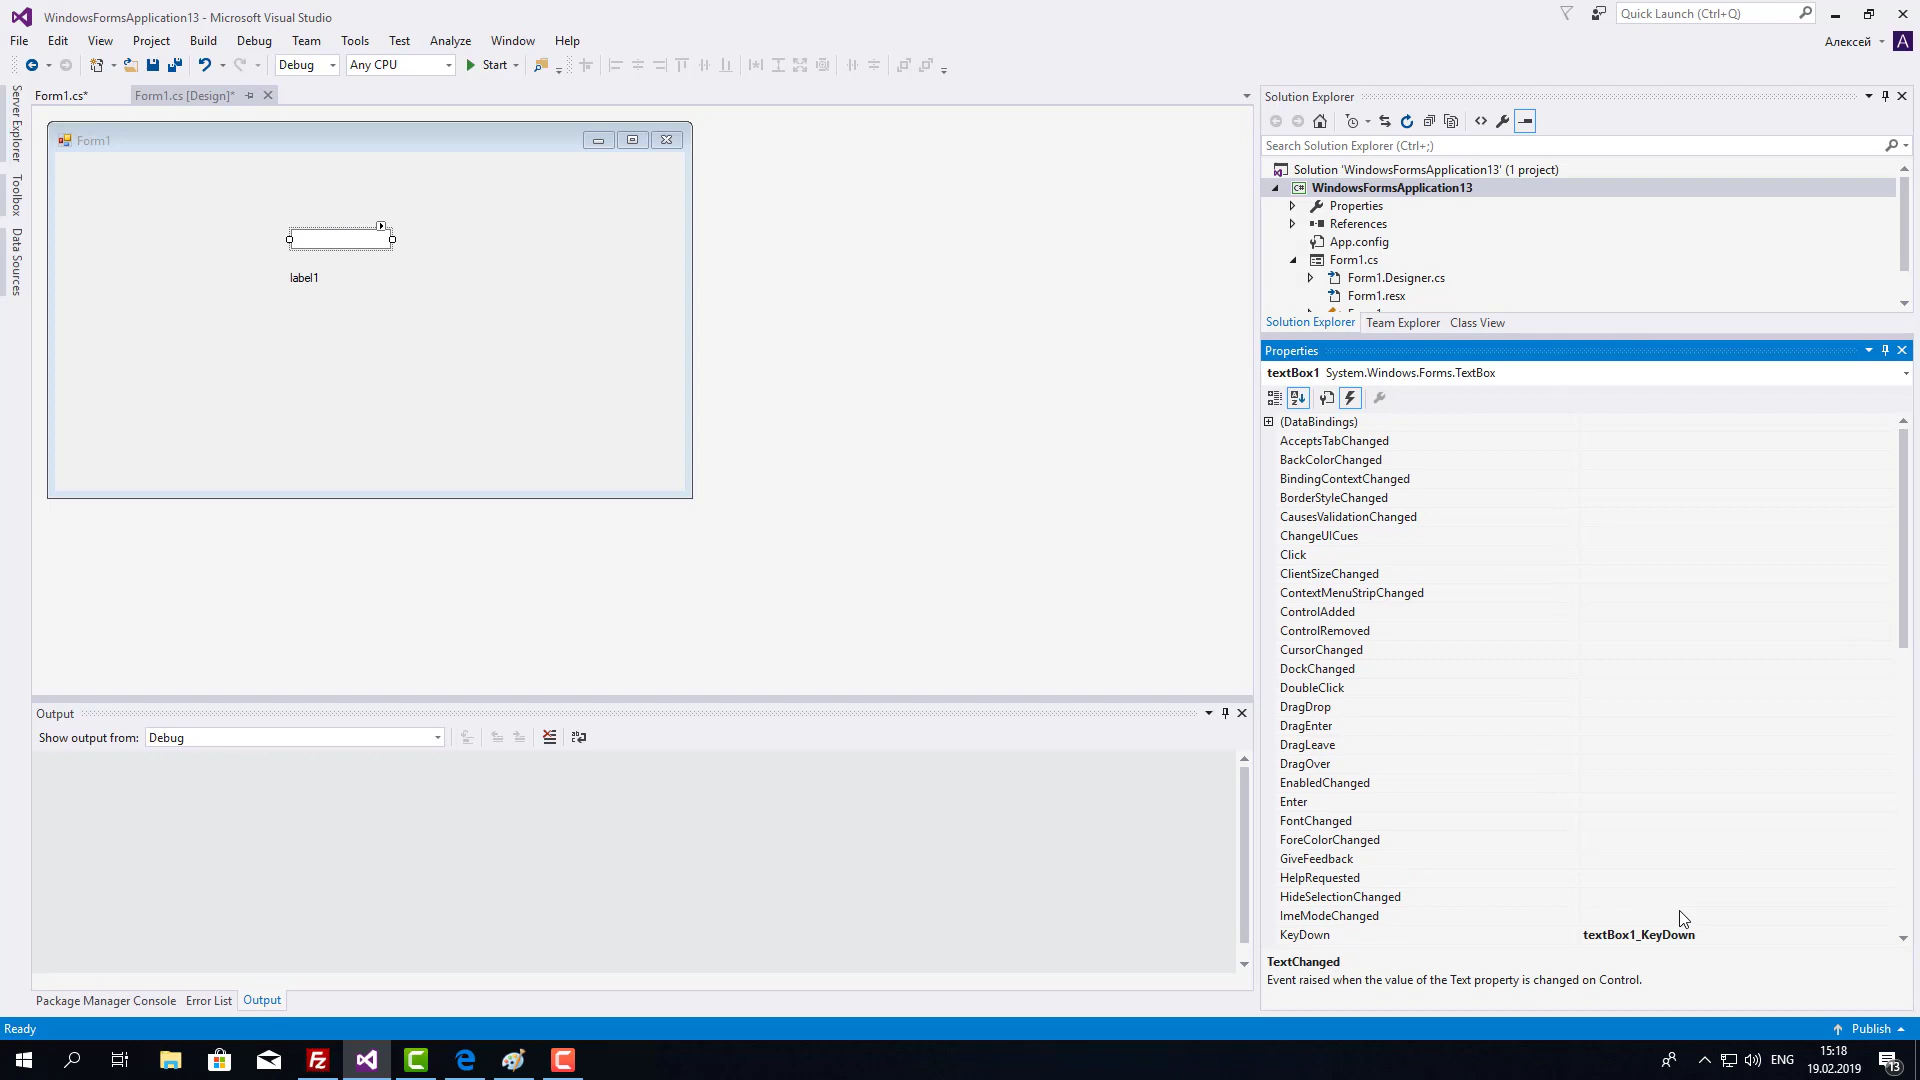 WindowsFormsApplication13 - Microsoft Visual Studio
Quick Launch (Ctrl+Q)
File Edit View Project Build Debug Team Tools Test Analyze Window Help
Алексей A
Debug Any CPU Start
Server Explorer
Toolbox
Data Sources
Form1.cs* Form1.cs [Design]*
Form1
label1
Solution Explorer
Search Solution Explorer (Ctrl+;)
Solution 'WindowsFormsApplication13' (1 project)
C# WindowsFormsApplication13
Properties
References
App.config
Form1.cs
Form1.Designer.cs
Form1.resx
Solution Explorer Team Explorer Class View
Properties
textBox1 System.Windows.Forms.TextBox
(DataBindings)
AcceptsTabChanged
BackColorChanged
BindingContextChanged
BorderStyleChanged
CausesValidationChanged
ChangeUICues
Click
ClientSizeChanged
ContextMenuStripChanged
ControlAdded
ControlRemoved
CursorChanged
DockChanged
DoubleClick
DragDrop
DragEnter
DragLeave
DragOver
EnabledChanged
Enter
FontChanged
ForeColorChanged
GiveFeedback
HelpRequested
HideSelectionChanged
ImeModeChanged
KeyDown textBox1_KeyDown
TextChanged
Event raised when the value of the Text property is changed on Control.
Output
Show output from: Debug
Package Manager Console Error List Output
Ready
Publish
ENG
15:18
19.02.2019
13